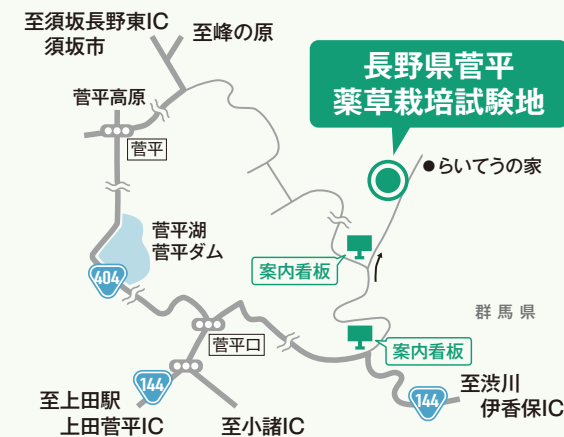 至須坂長野東IC
須坂市
至峰の原
長野県菅平
薬草栽培試験地
菅平高原
菅平
らいてうの家
菅平湖
菅平ダム
案内看板
404
群馬県
菅平口
案内看板
144
至上田駅
上田菅平IC
至小諸IC
144
至渋川
伊香保IC